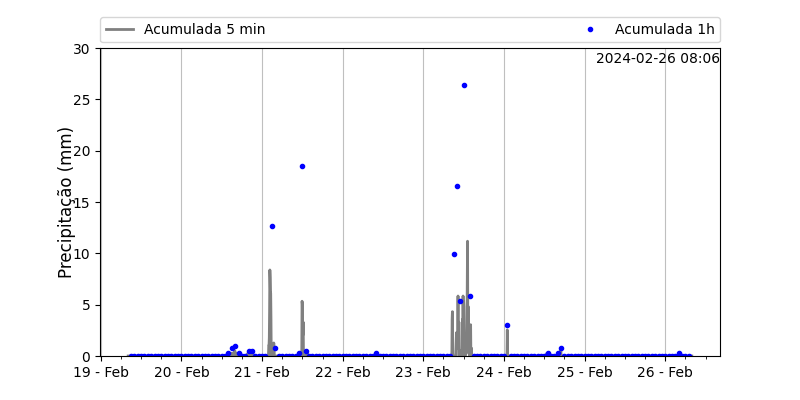 Acumulada 5 min Acumulada 1h
2024-02-26 08:06
Precipitação (mm)
30
25
20
15
10
5
0
19 - Feb 20 - Feb 21 - Feb 22 - Feb 23 - Feb 24 - Feb 25 - Feb 26 - Feb